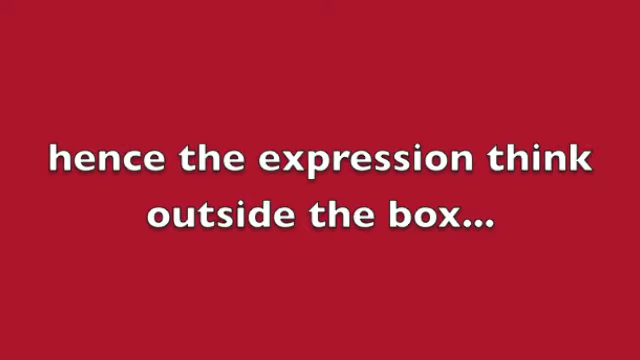 hence the expression think
outside the box...